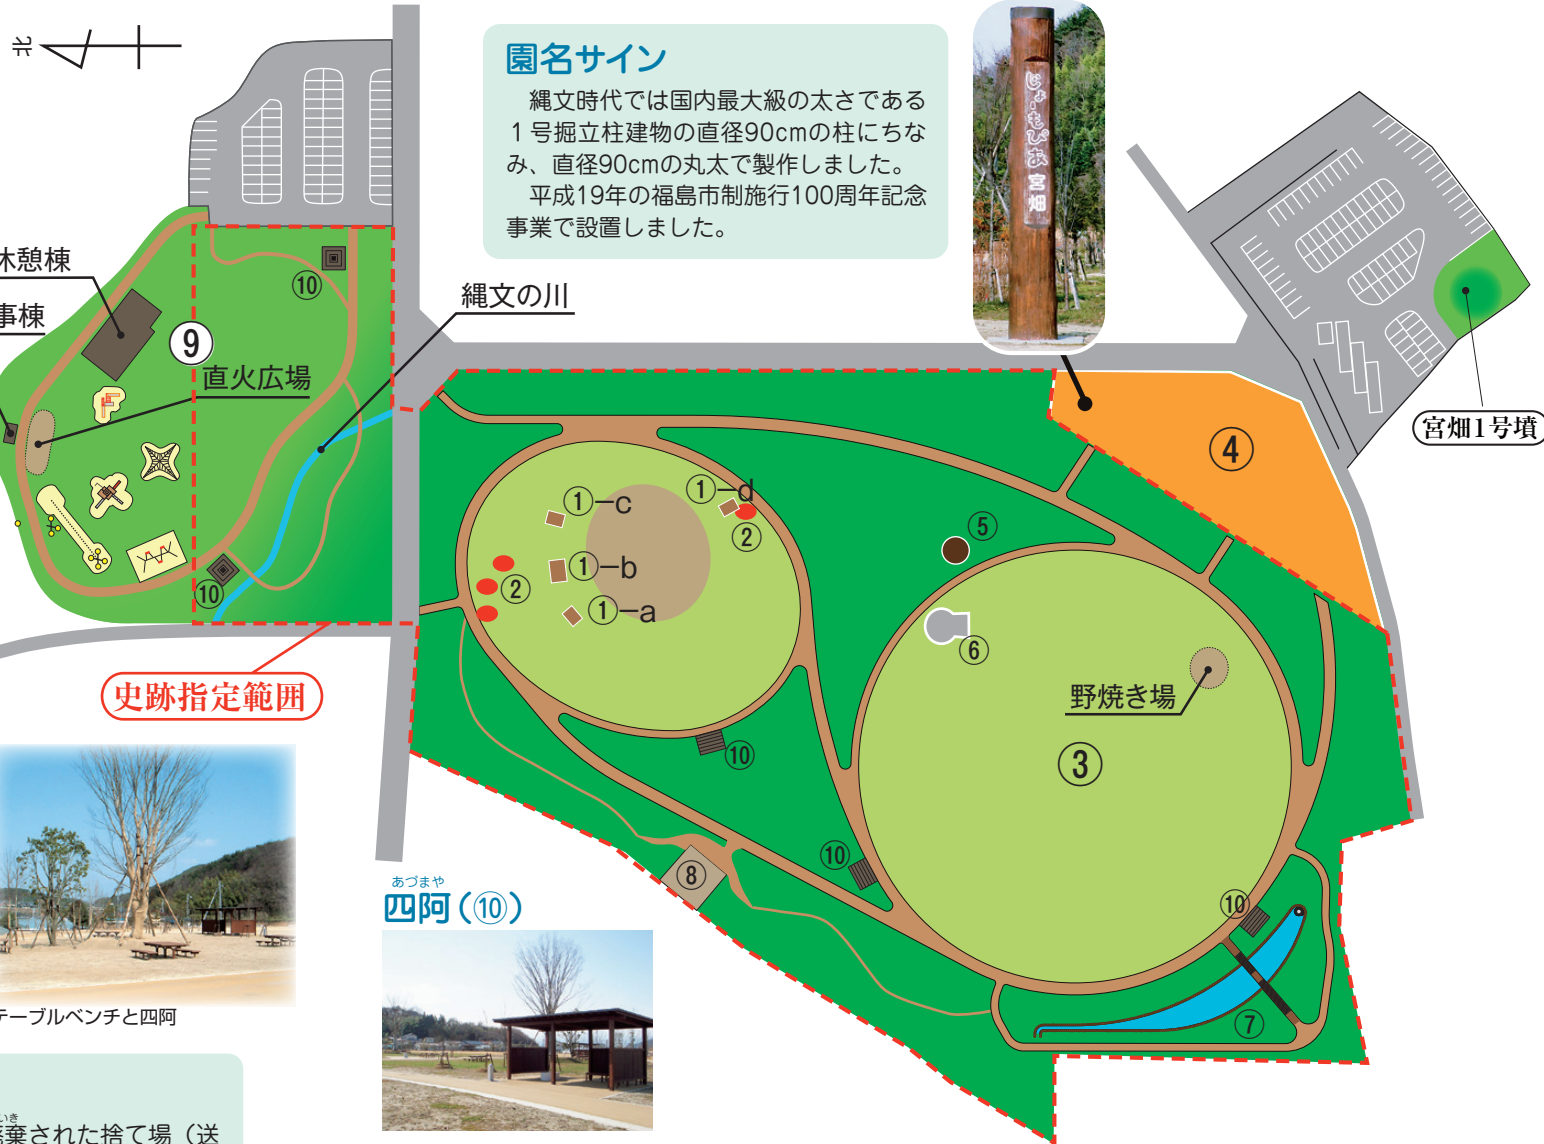 北
園名サイン
縄文時代では国内最大級の太さである
1号掘立柱建物の直径90cmの柱にちな
み、直径90cmの丸太で製作しました。
平成19年の福島市制施行100周年記念
事業で設置しました。
じょーもぴあ宮畑
休憩棟
事棟
⑩
⑨
直火広場
縄文の川
⑩
史跡指定範囲
宮畑1号墳
④
①-c
①-d
②
①-b
②
①-a
⑤
⑥
野焼き場
③
⑩
⑩
⑧
⑩
⑦
テーブルベンチと四阿
あづまや
四阿(⑩)
いき
棄された捨て場(送